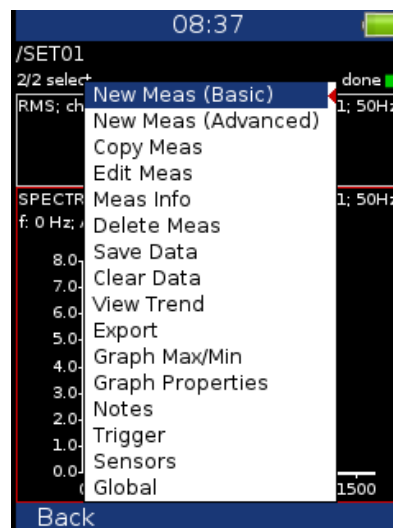 08:37
/SET01
2/2 select done
RMS; ch 1; 50Hz
New Meas (Basic)
New Meas (Advanced)
Copy Meas
Edit Meas
Meas Info
Delete Meas
Save Data
Clear Data
View Trend
Export
Graph Max/Min
Graph Properties
Notes
Trigger
Sensors
Global
SPECTR 1; 50Hz
f: 0 Hz;
8.0
7.0
6.0
5.0
4.0
3.0
2.0
1.0
0.0
1500
Back